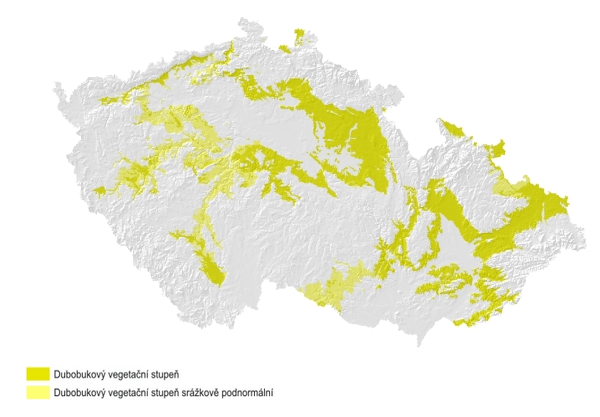 Dubobukový vegetační stupeň
Dubobukový vegetační stupeň srážkově podnormální